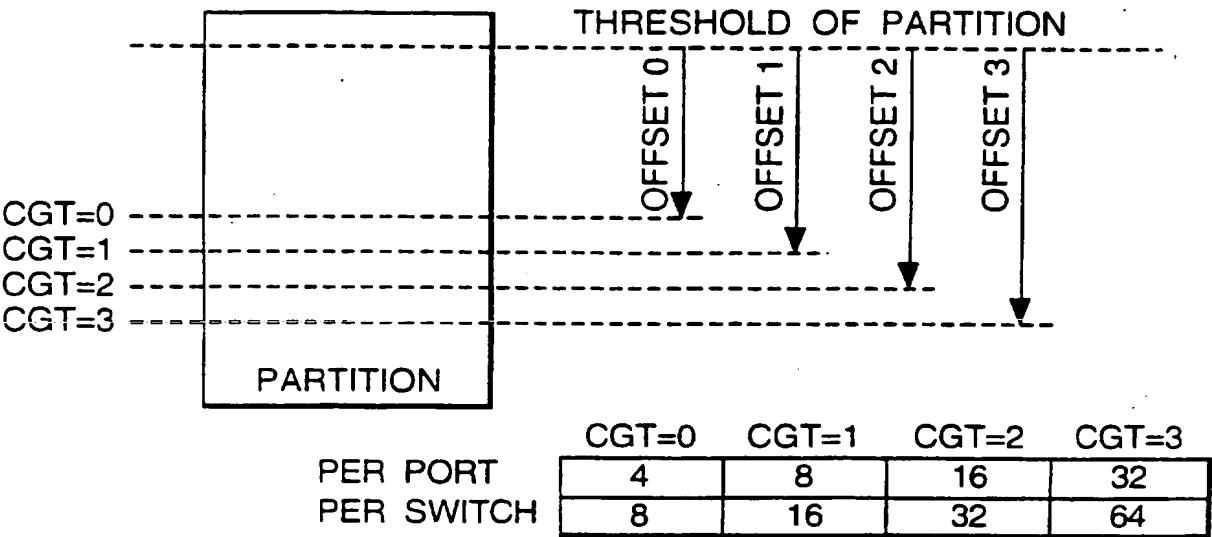 THRESHOLD OF PARTITION
OFFSET 0
OFFSET 1
OFFSET 2
OFFSET 3
CGT=0
CGT=1
CGT=2
CGT=3
PARTITION
CGT=0 CGT=1 CGT=2 CGT=3
PER PORT 4 8 16 32
PER SWITCH 8 16 32 64